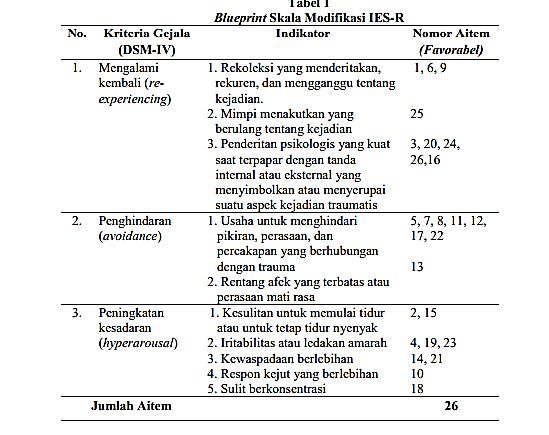 Tabel 1
Blueprint Skala Modifikasi IES-R
No. Kriteria Gejala Indikator Nomor Aitem
(DSM-IV) (Favorabel)
1. Mengalami 1. Rekoleksi yang menderitakan, 1, 6, 9
kembali (re- rekuren, dan mengganggu tentang
experiencing) kejadian.
2. Mimpi menakutkan yang 25
berulang tentang kejadian
3. Penderitan psikologis yang kuat 3, 20, 24,
saat terpapar dengan tanda 26,16
internal atau eksternal yang
menyimbolkan atau menyerupai
suatu aspek kejadian traumatis
2. Penghindaran 1. Usaha untuk menghindari 5, 7, 8, 11, 12,
(avoidance) pikiran, perasaan, dan 17, 22
percakapan yang berhubungan
dengan trauma 13
2. Rentang afek yang terbatas atau
perasaan mati rasa
3. Peningkatan 1. Kesulitan untuk memulai tidur 2, 15
kesadaran atau untuk tetap tidur nyenyak
(hyperarousal) 2. Iritabilitas atau ledakan amarah 4, 19, 23
3. Kewaspadaan berlebihan 14, 21
4. Respon kejut yang berlebihan 10
5. Sulit berkonsentrasi 18
Jumlah Aitem 26